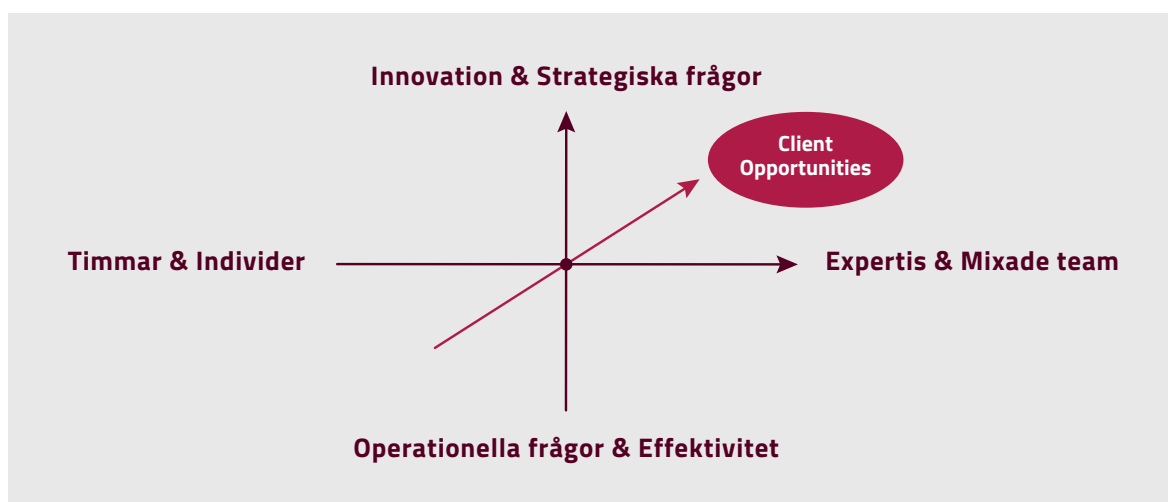 Innovation & Strategiska frågor
Client
Opportunities
Timmar & Individer
Expertis & Mixade team
Operationella frågor & Effektivitet